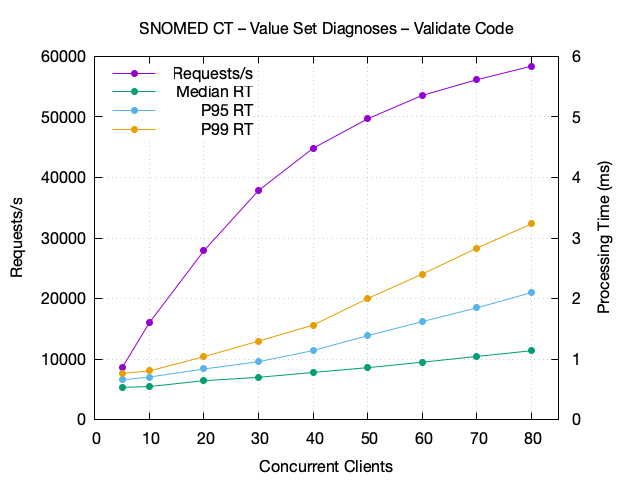 SNOMED CT – Value Set Diagnoses – Validate Code
Requests/s
Median RT
P95 RT
P99 RT
60000
50000
40000
30000
20000
10000
0
Requests/s
6
5
4
3
2
1
0
Processing Time (ms)
0 10 20 30 40 50 60 70 80
Concurrent Clients